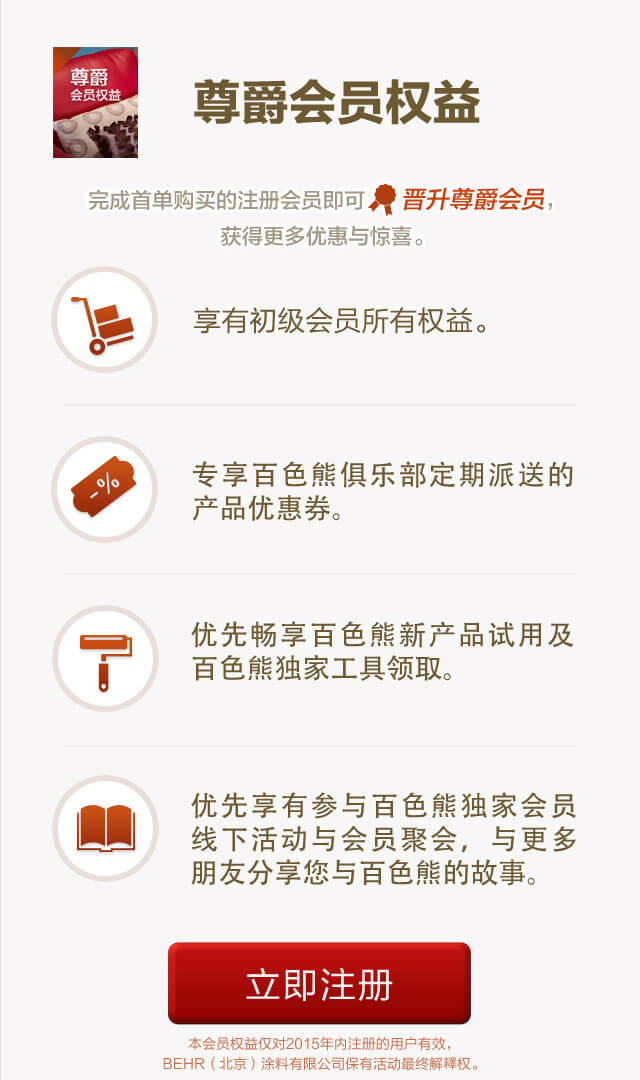 尊爵
会员权益
尊爵会员权益
完成首单购买的注册会员即可 晋升尊爵会员，
获得更多优惠与惊喜。
享有初级会员所有权益。
-%
专享百色熊俱乐部定期派送的
产品优惠券。
优先畅享百色熊新产品试用及
百色熊独家工具领取。
优先享有参与百色熊独家会员
线下活动与会员聚会，与更多
朋友分享您与百色熊的故事。
立即注册
本会员权益仅对2015年内注册的用户有效，
BEHR（北京）涂料有限公司保有活动最终解釋权。